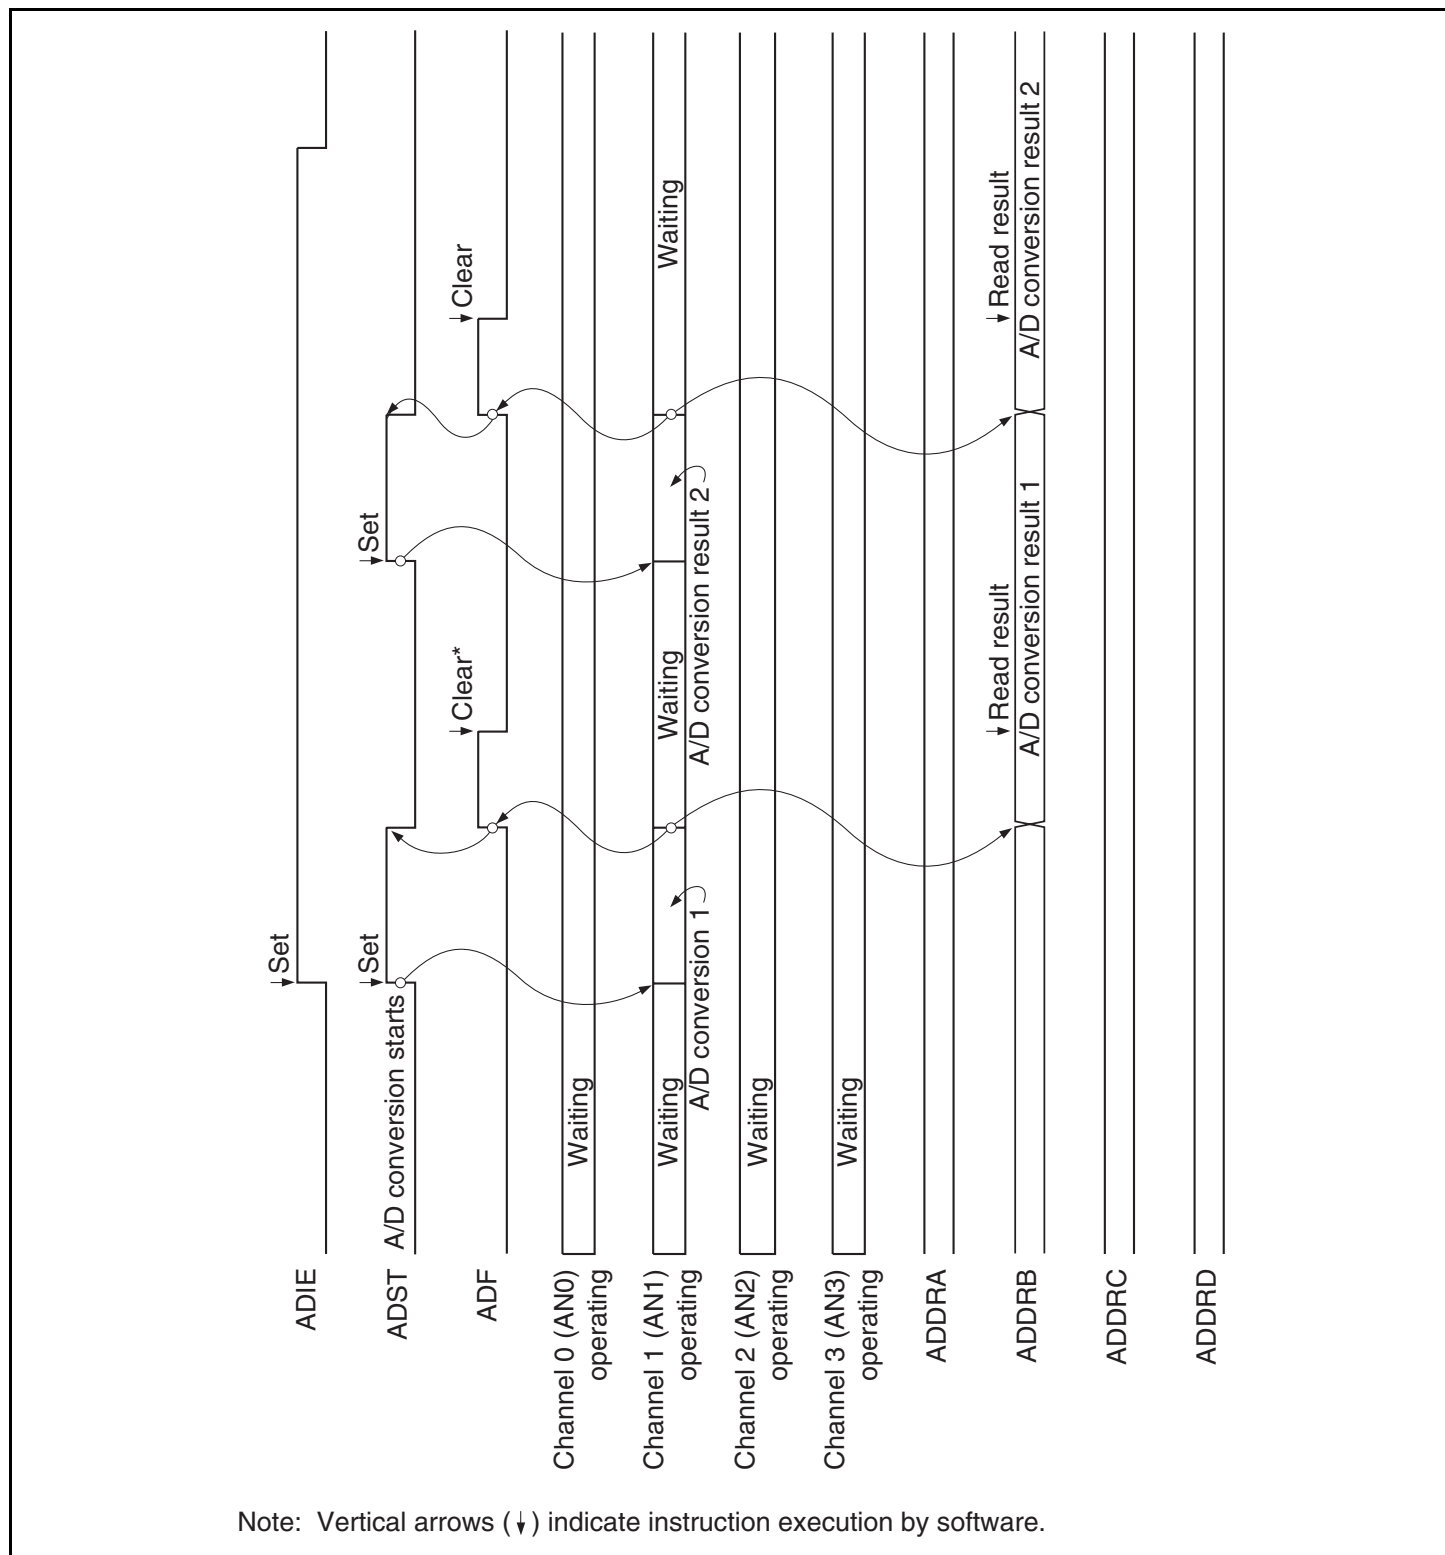 ADIE
Set
ADST
A/D conversion starts
Set
Set
ADF
Clear*
Clear
Channel 0 (AN0)
operating
Waiting
Channel 1 (AN1)
operating
Waiting
A/D conversion 1
Waiting
A/D conversion result 2
Waiting
Channel 2 (AN2)
operating
Waiting
Channel 3 (AN3)
operating
Waiting
ADDRA
ADDRB
Read result
A/D conversion result 1
Read result
A/D conversion result 2
ADDRC
ADDRD
Note: Vertical arrows (↓) indicate instruction execution by software.